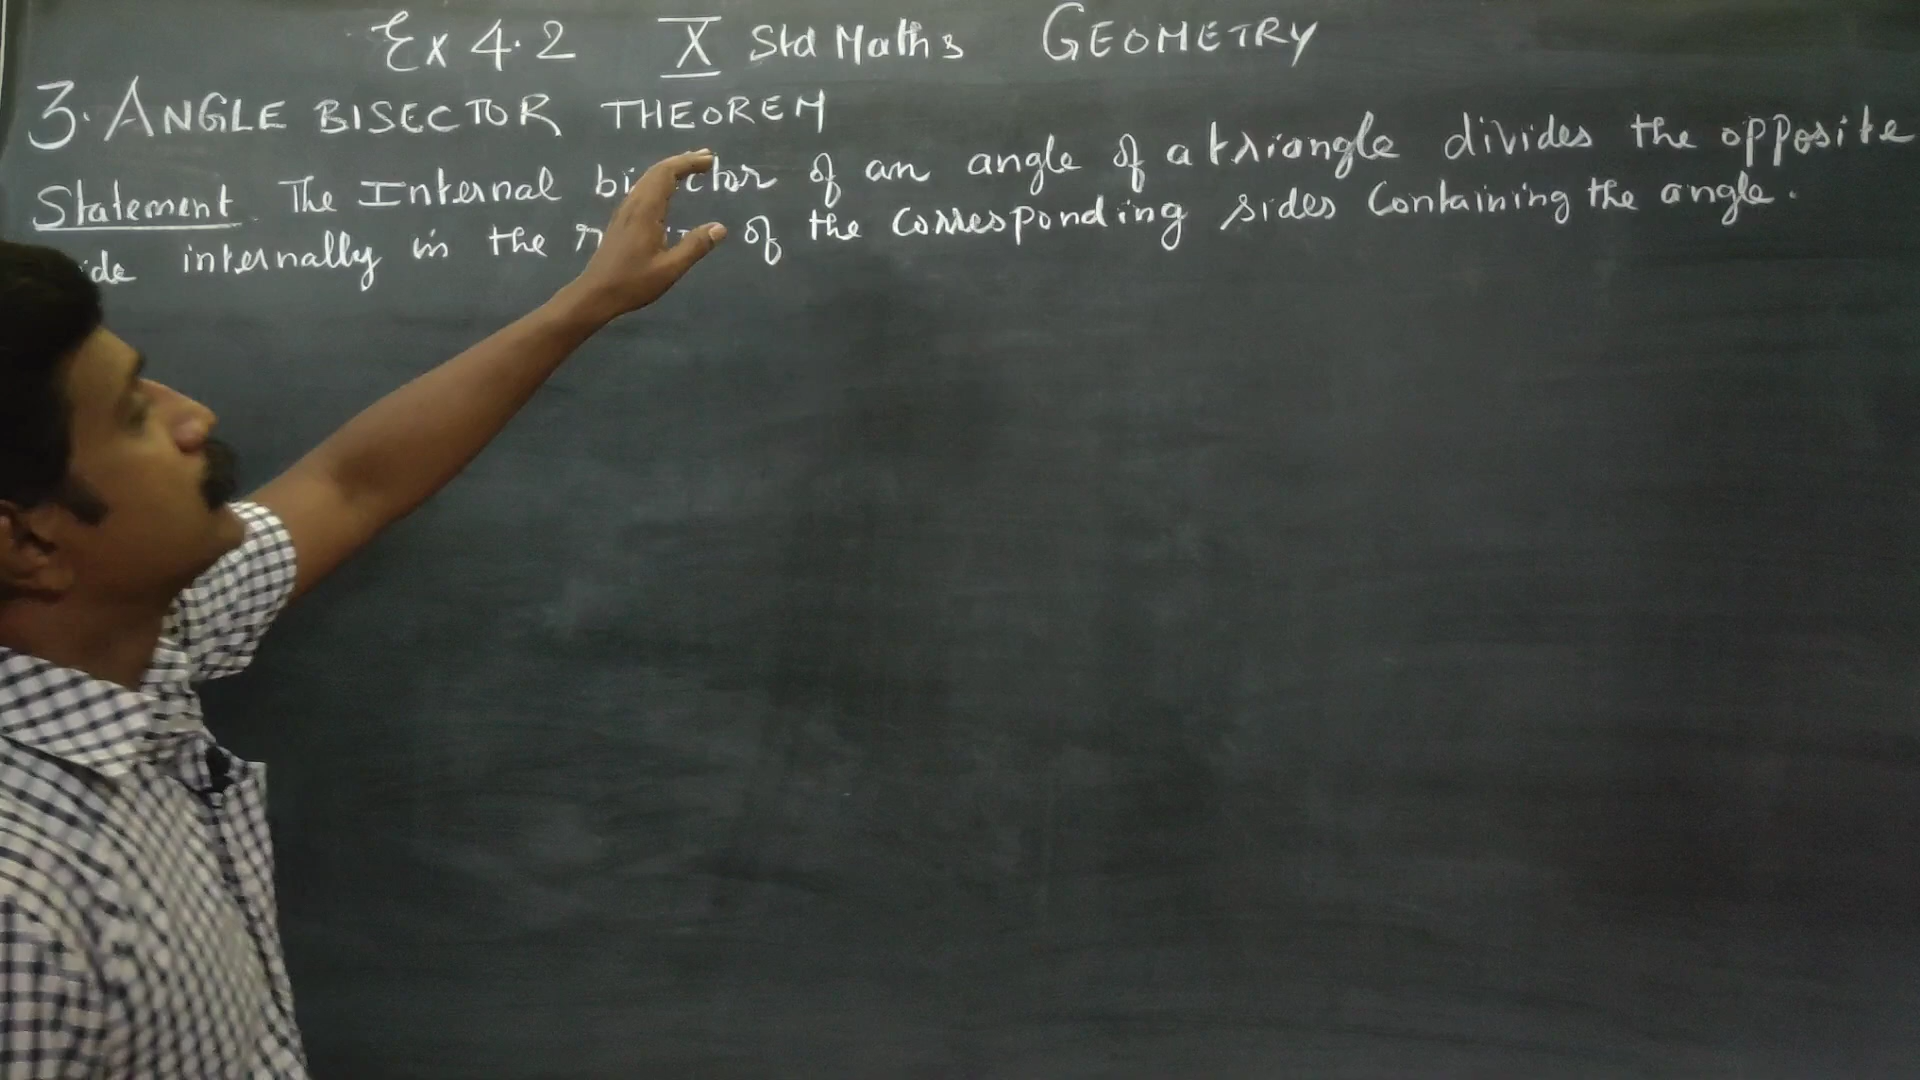 Ex 4.2 X Std Maths GEOMETRY
3. ANGLE BISECTOR THEOREM
Statement. The Internal of an angle of a triangle divides the opposite
internally in the of the corresponding sides containing the angle.